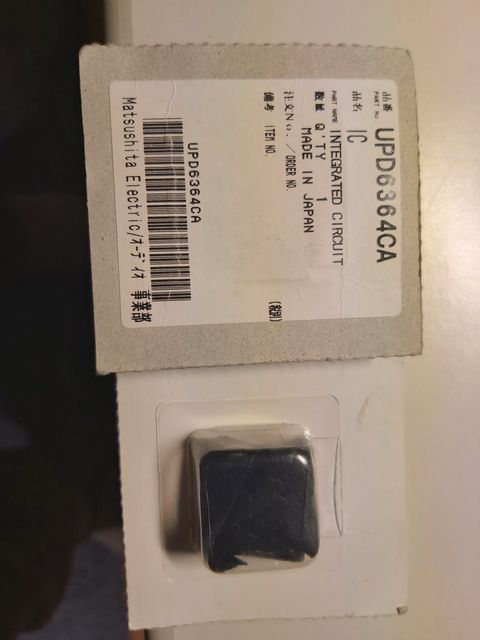 品番 UPD6364CA
PART NO
品名 IC
PART NAME INTEGRATED CIRCUIT
数量 Q'TY 1
MADE IN JAPAN
注文No. / ORDER NO.
備考 ITEM NO.
(税別)
UPD6364CA
Matsushita Electric/オーディオ 事業部